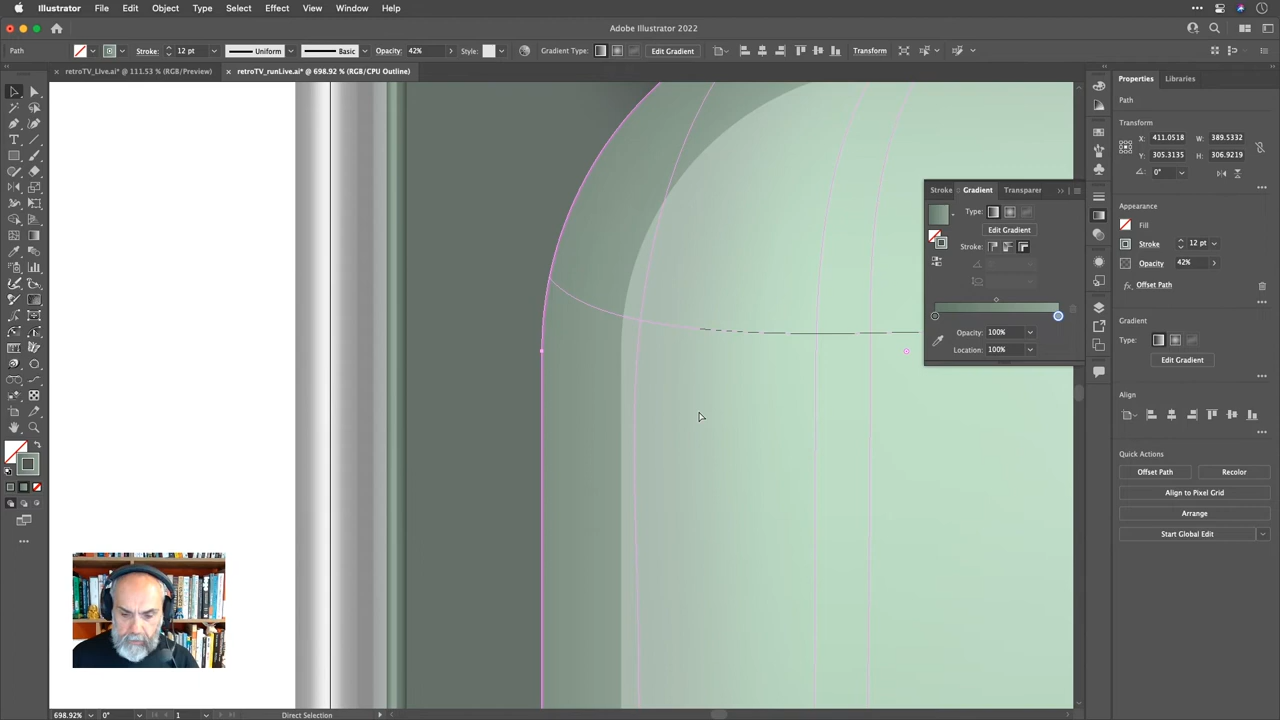 Illustrator File Edit Object Type Select Effect View Window Help
Adobe Illustrator 2022
Path Stroke: 12 pt Uniform Basic Opacity: 42% Style: Gradient Type: Edit Gradient Transform
× retroTV_Live.ai* @ 111.53 % (RGB/Preview) × retroTV_runLive.ai* @ 698.92 % (RGB/CPU Outline)
Properties Libraries
Path
Transform
X: 411.0518 W: 389.5332
Y: 305.3135 H: 306.9219
0°
Appearance
Fill
Stroke 12 pt
Opacity 42%
fx Offset Path
Gradient
Type:
Edit Gradient
Align
Quick Actions
Offset Path Recolor
Align to Pixel Grid
Arrange
Start Global Edit
Stroke Gradient Transparer
Type:
Edit Gradient
Stroke:
Opacity: 100%
Location: 100%
698.92% 0° 1 Direct Selection